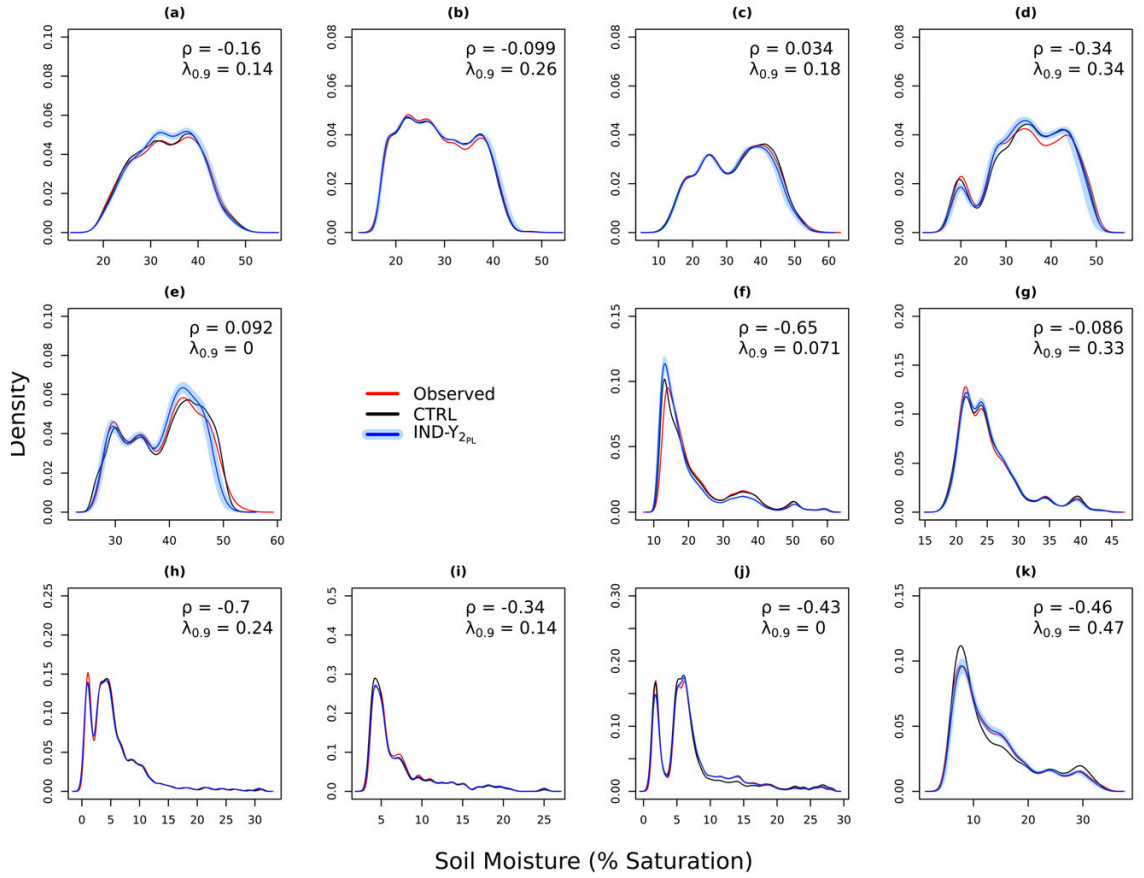 (a)
ρ = -0.16
λ0.9 = 0.14
0.00 0.02 0.04 0.06 0.08 0.10
20 30 40 50
(b)
ρ = -0.099
λ0.9 = 0.26
0.00 0.02 0.04 0.06 0.08
20 30 40 50
(c)
ρ = 0.034
λ0.9 = 0.18
0.00 0.02 0.04 0.06 0.08
10 20 30 40 50 60
(d)
ρ = -0.34
λ0.9 = 0.34
0.00 0.02 0.04 0.06 0.08
20 30 40 50
(e)
ρ = 0.092
λ0.9 = 0
0.00 0.02 0.04 0.06 0.08 0.10
30 40 50
Observed
CTRL
IND-Y2PL
(f)
ρ = -0.65
λ0.9 = 0.071
0.00 0.05 0.10 0.15
10 20 30 40 50 60
(g)
ρ = -0.086
λ0.9 = 0.33
0.00 0.05 0.10 0.15 0.20
15 20 25 30 35 40 45
(h)
ρ = -0.7
λ0.9 = 0.24
0.00 0.05 0.10 0.15 0.20 0.25
0 5 10 15 20 25 30
(i)
ρ = -0.34
λ0.9 = 0.14
0.0 0.1 0.2 0.3 0.4 0.5
5 10 15 20 25
(j)
ρ = -0.43
λ0.9 = 0
0.00 0.10 0.20 0.30
0 5 10 15 20 25 30
(k)
ρ = -0.46
λ0.9 = 0.47
0.00 0.05 0.10 0.15
10 20 30
Density
Soil Moisture (% Saturation)